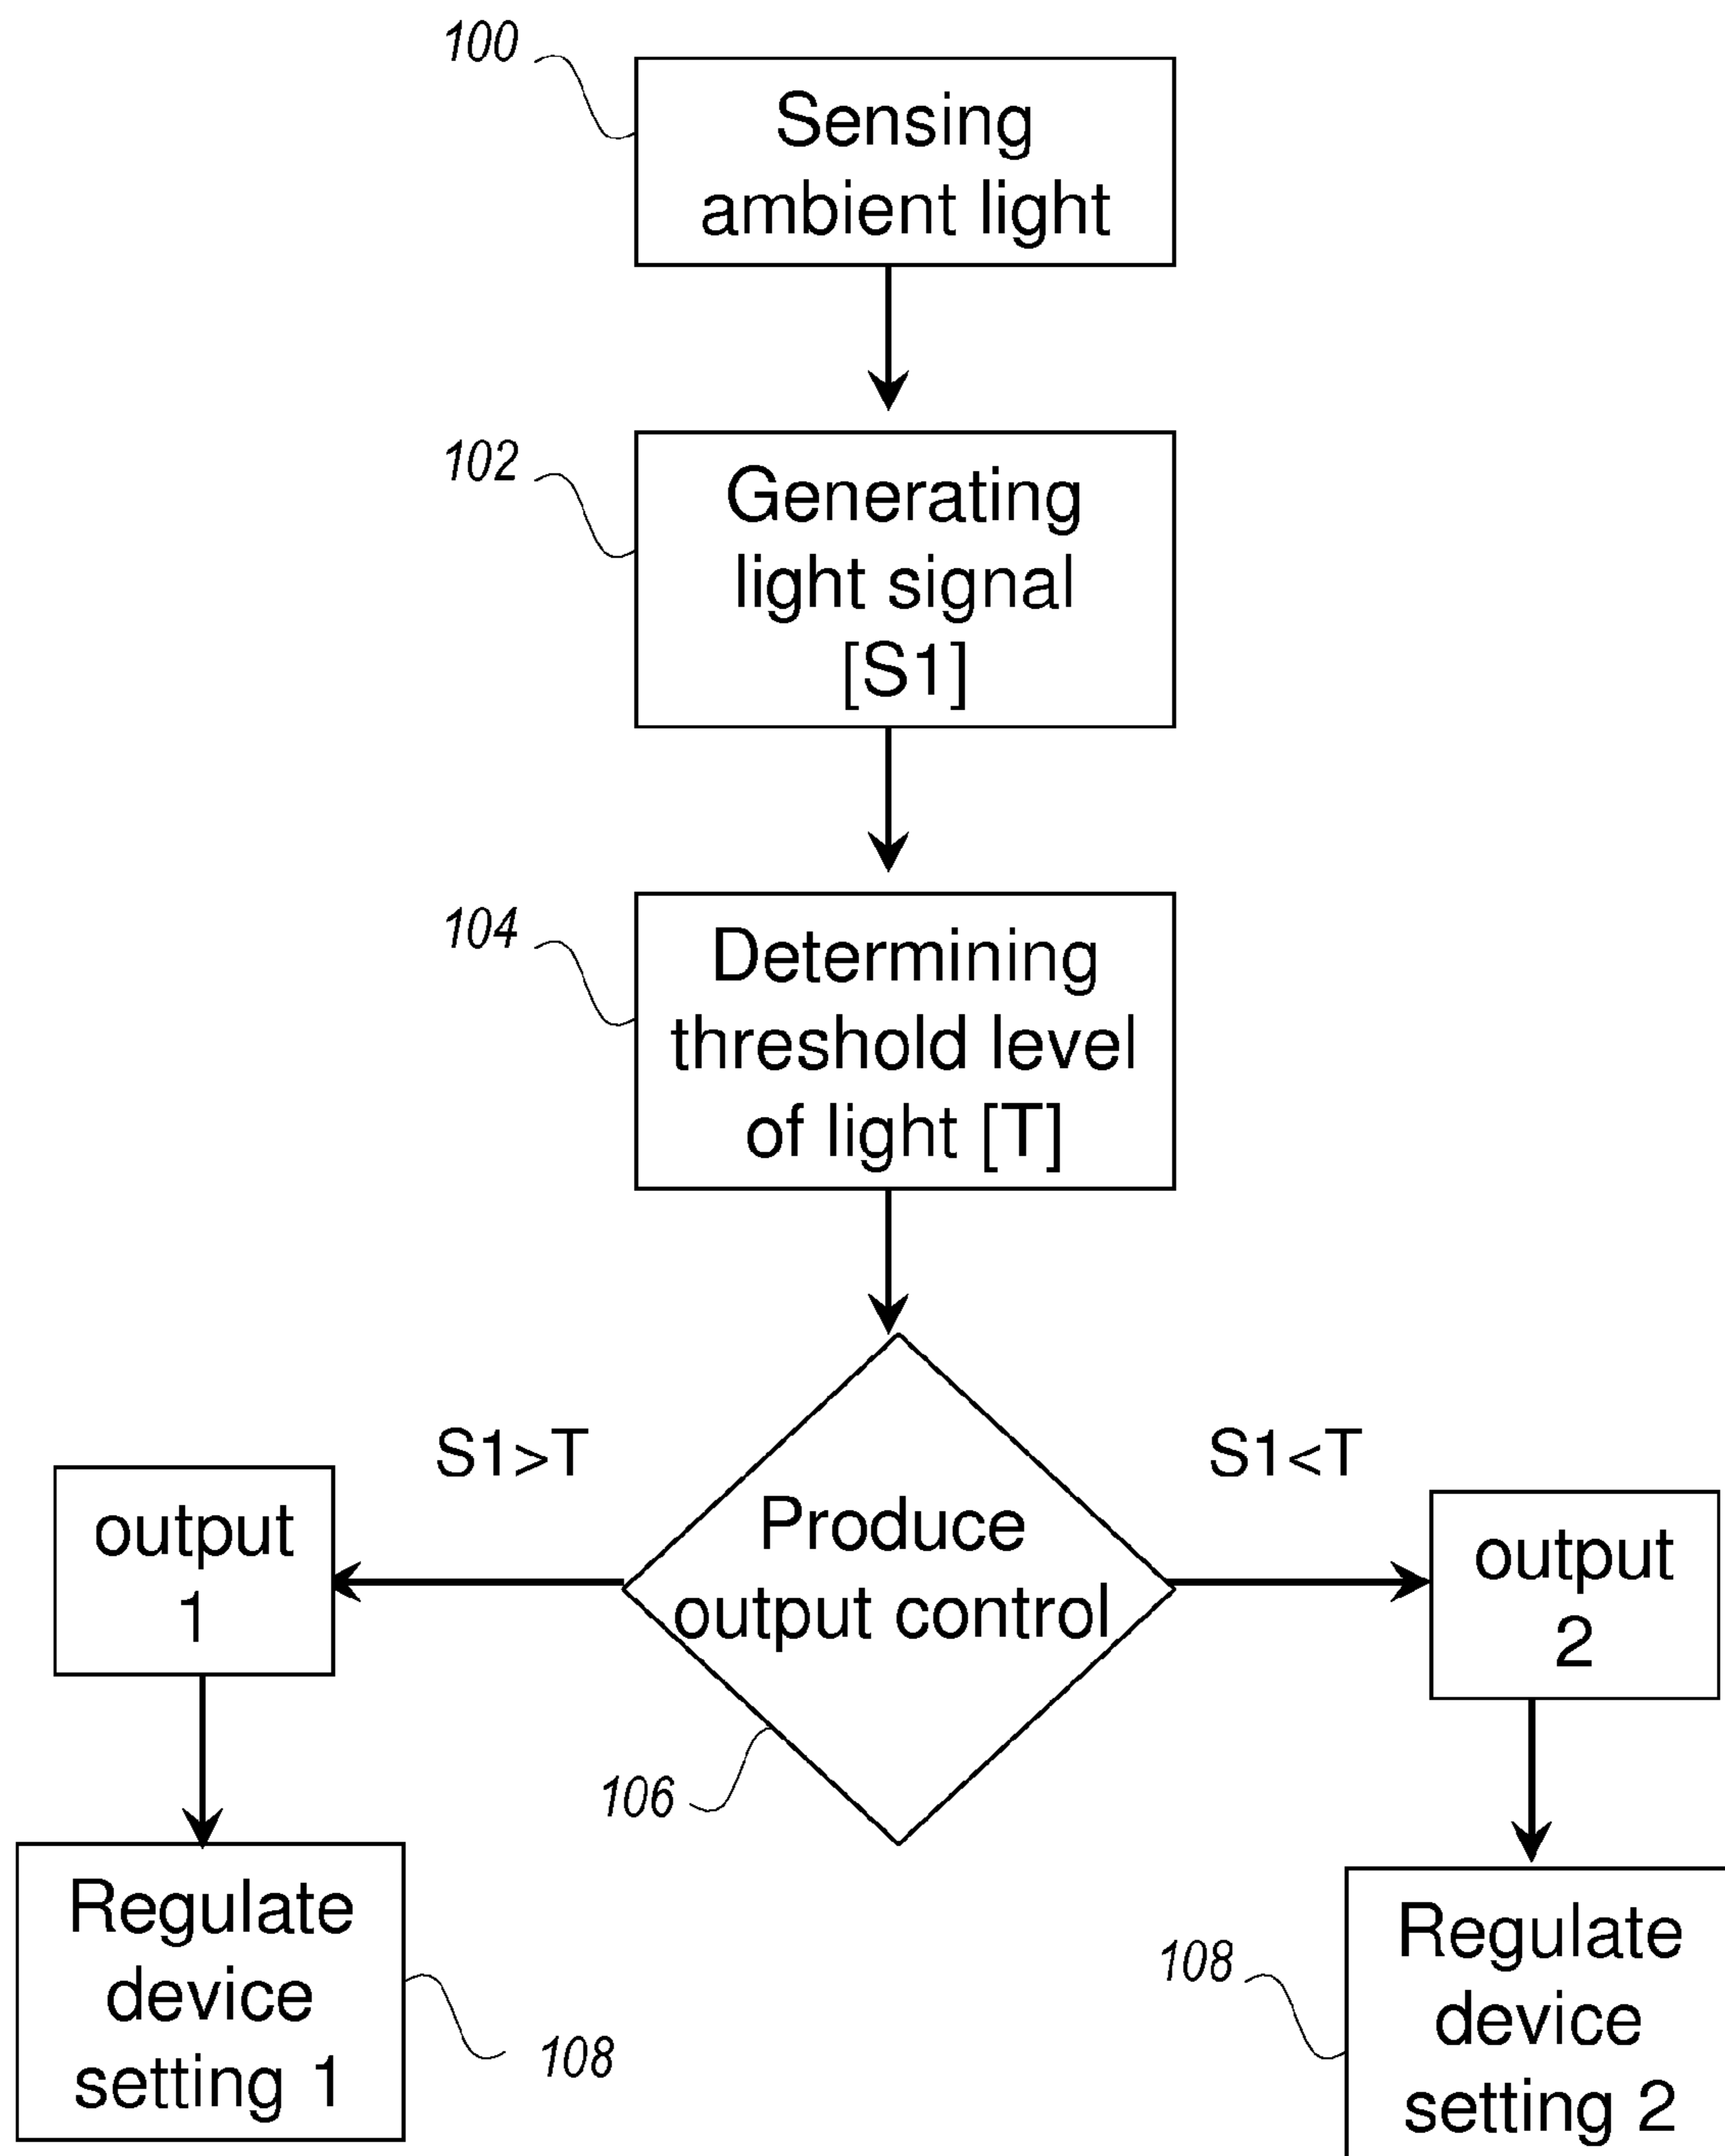 100
Sensing
ambient light
102
Generating
light signal
[S1]
104
Determining
threshold level
of light [T]
S1>T
S1<T
output
1
Produce
output control
output
2
106
Regulate
device
setting 1
108
108
Regulate
device
setting 2